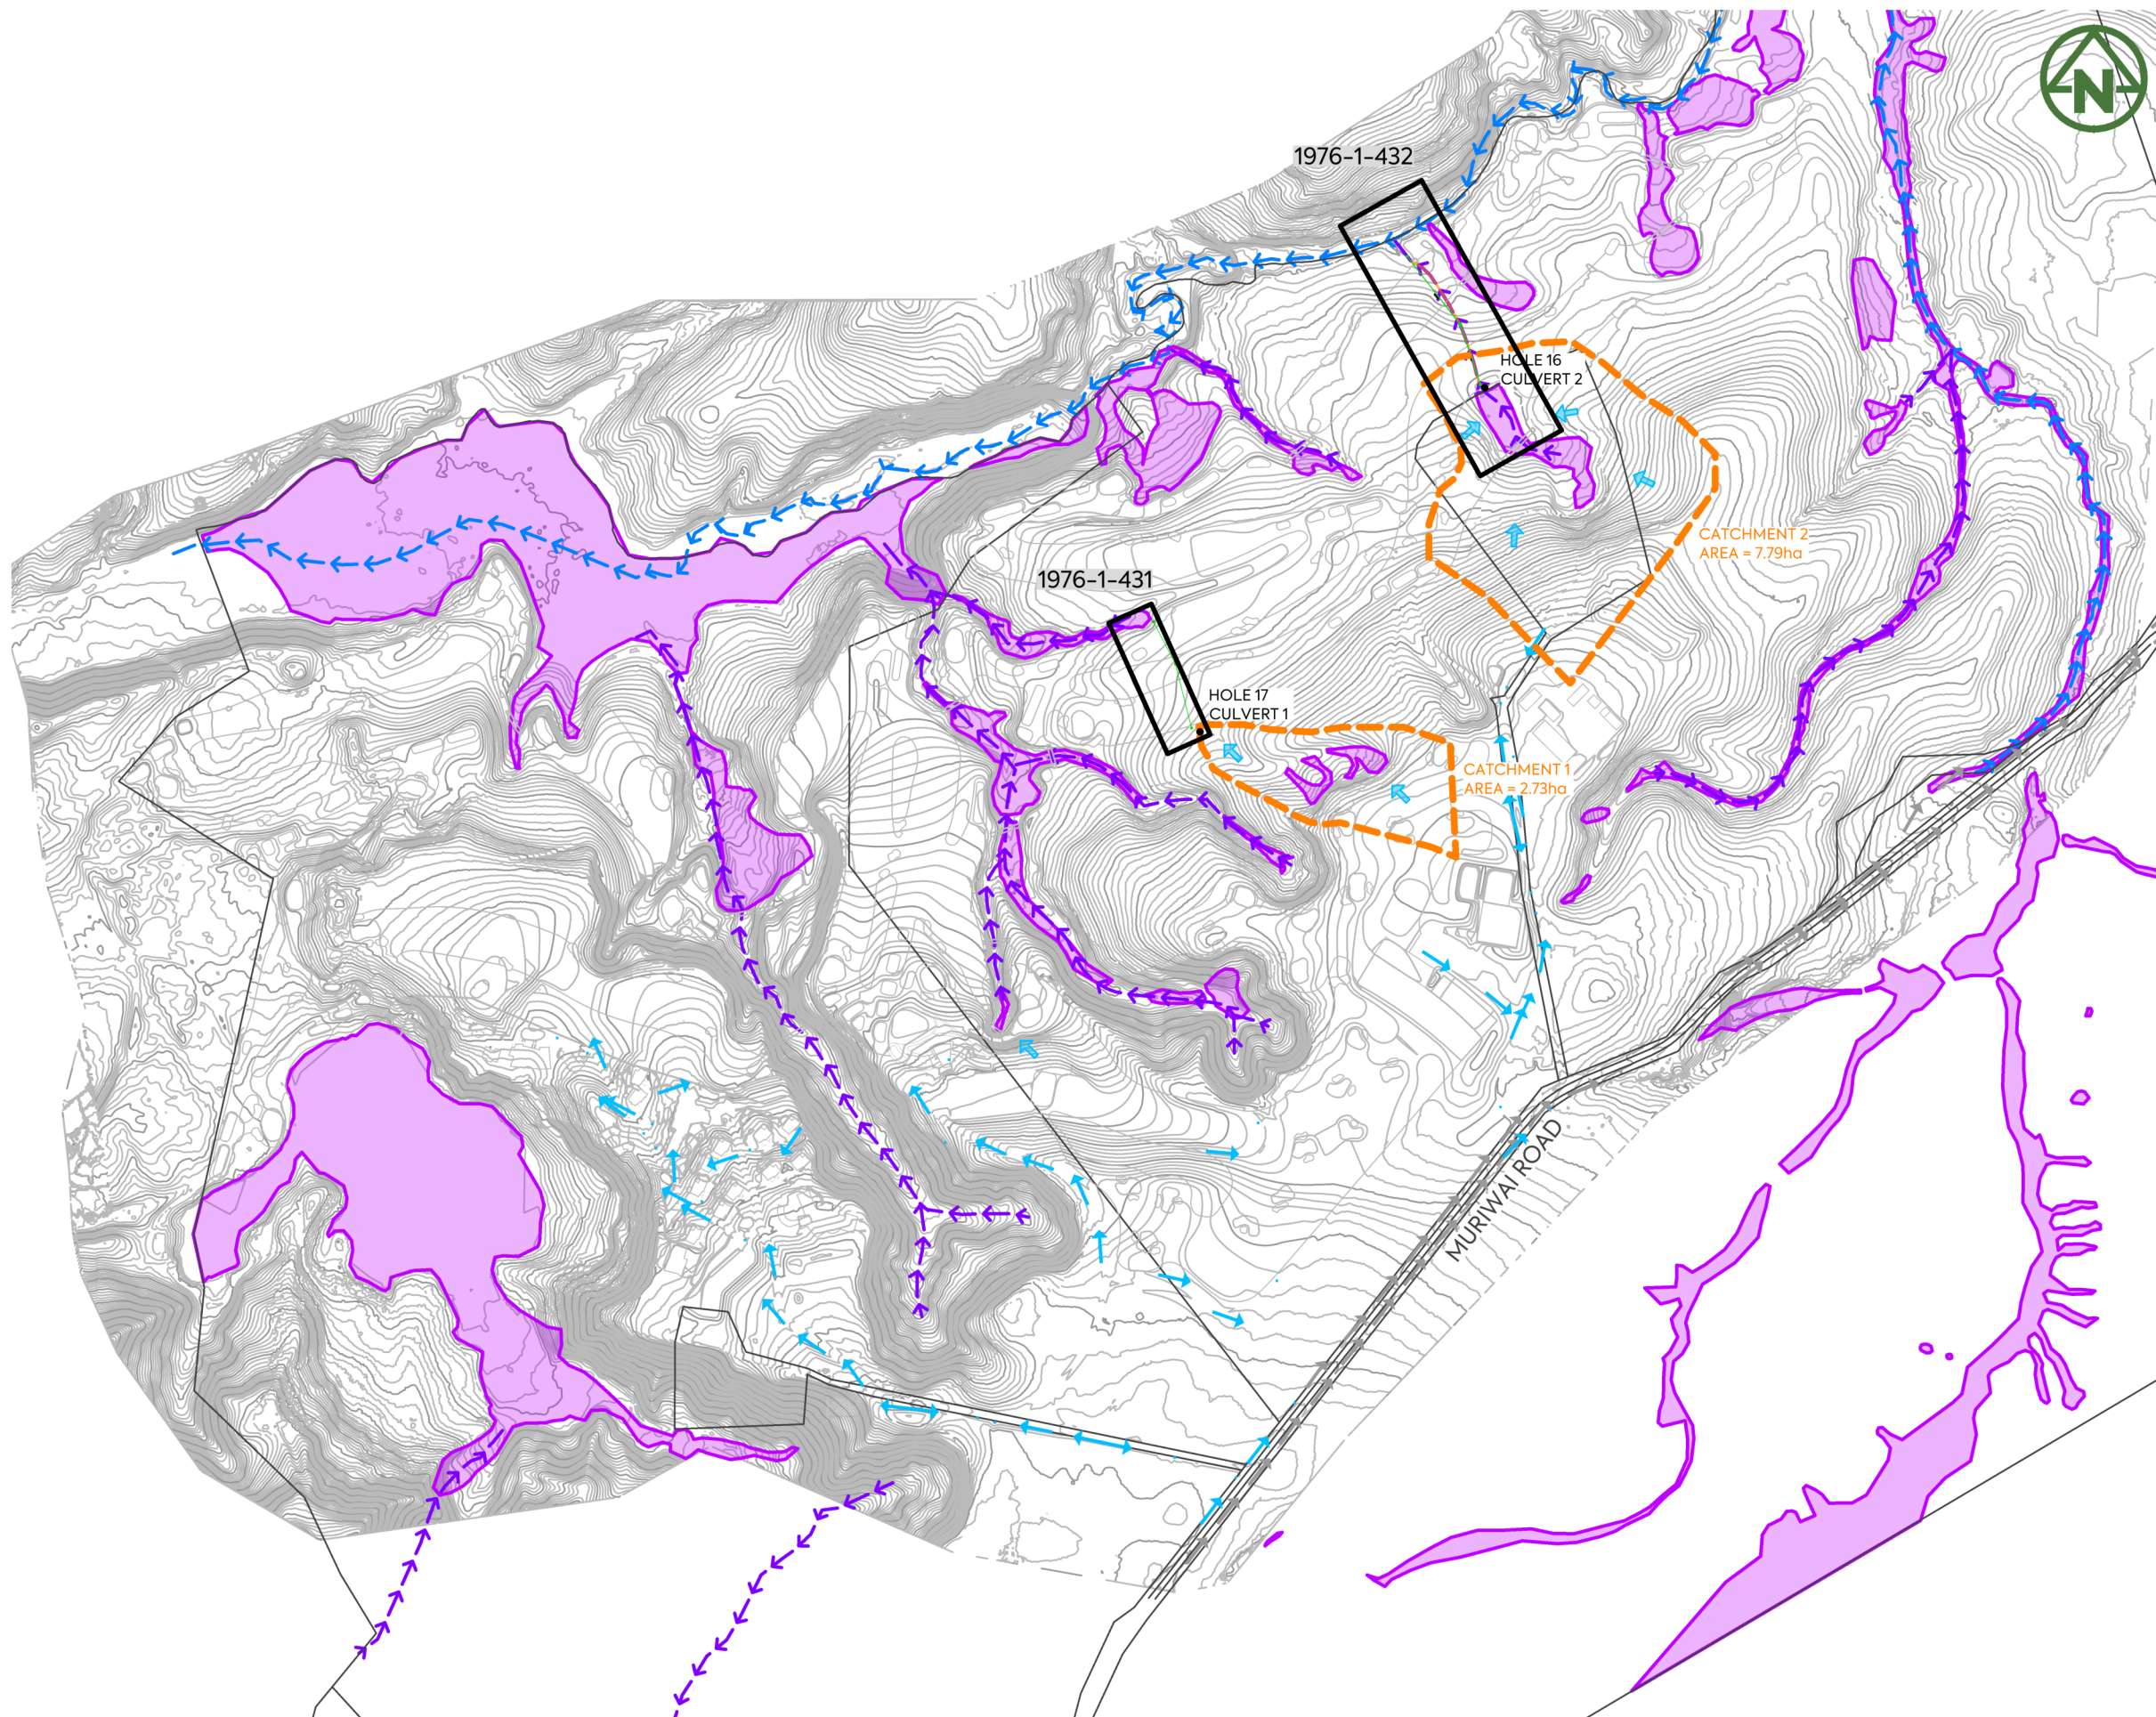 N
1976-1-432
HOLE 16
CULVERT 2
CATCHMENT 2
AREA = 7.79ha
1976-1-431
HOLE 17
CULVERT 1
CATCHMENT 1
AREA = 2.73ha
MURIWAI ROAD